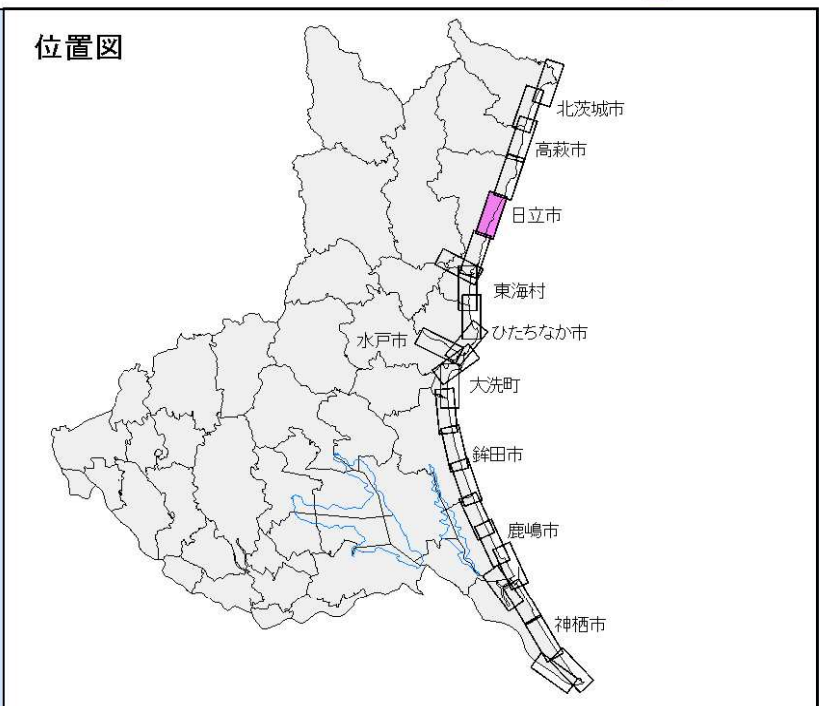 位置図
北茨城市
高萩市
日立市
東海村
ひたちなか市
水戸市
大洗町
鉾田市
鹿嶋市
神栖市